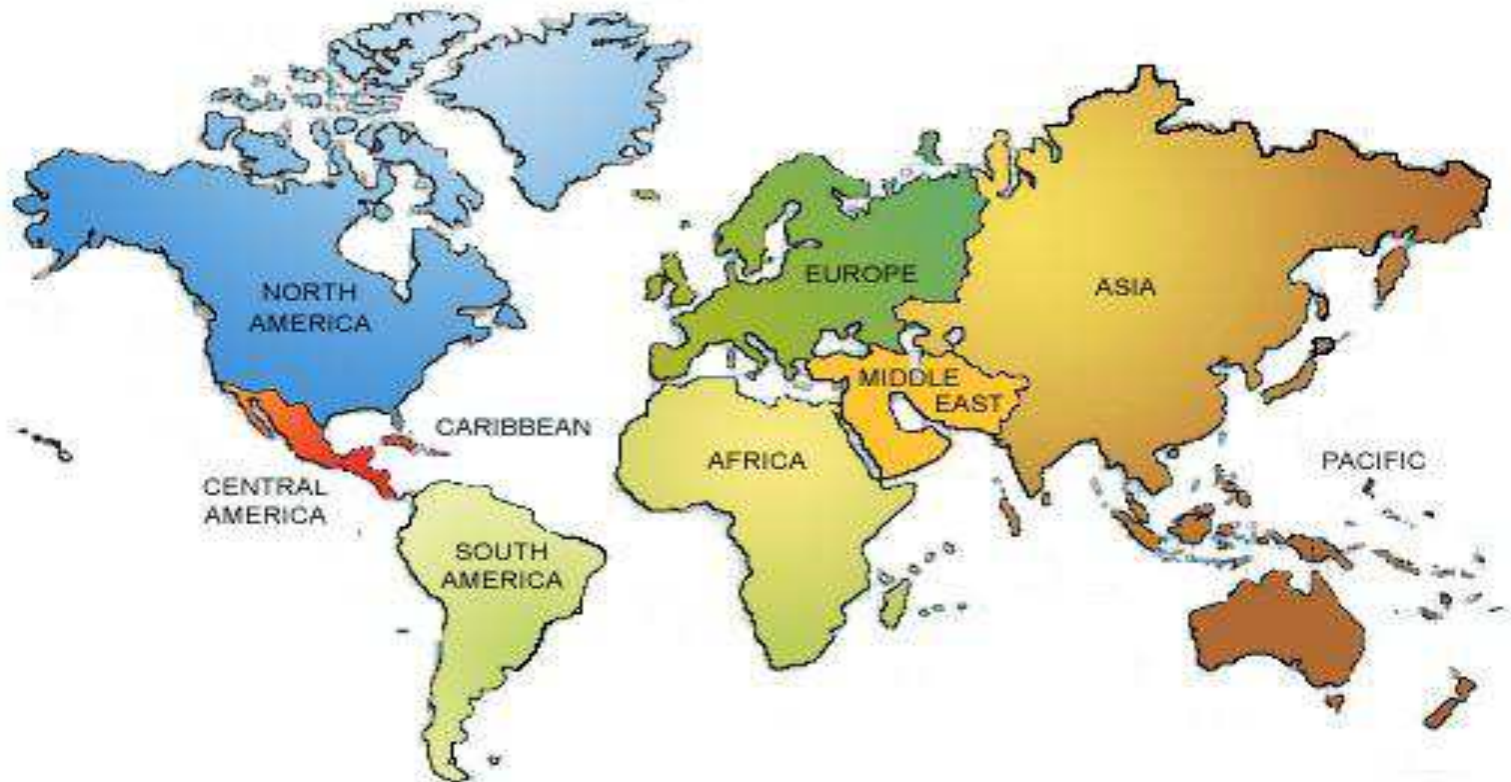 NORTH
AMERICA
EUROPE
ASIA
MIDDLE
EAST
CARIBBEAN
AFRICA
PACIFIC
CENTRAL
AMERICA
SOUTH
AMERICA